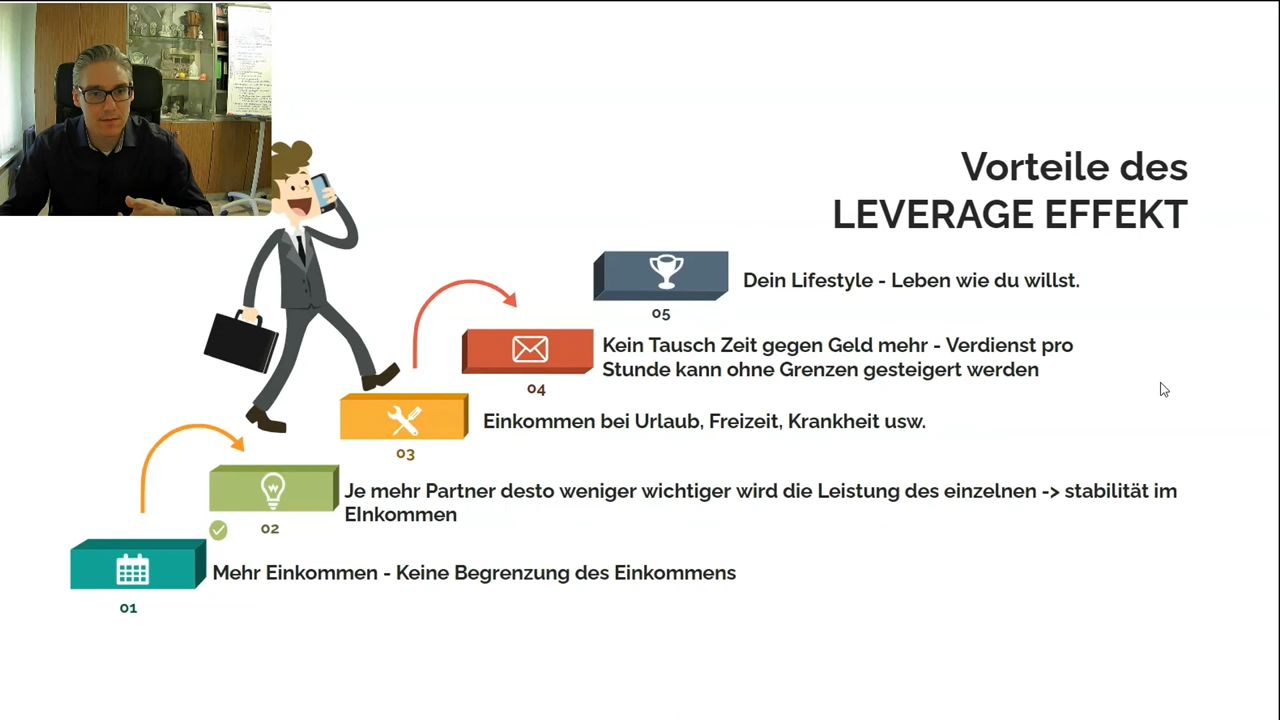 Vorteile des
LEVERAGE EFFEKT
Dein Lifestyle - Leben wie du willst.
05
Kein Tausch Zeit gegen Geld mehr - Verdienst pro
Stunde kann ohne Grenzen gesteigert werden
04
Einkommen bei Urlaub, Freizeit, Krankheit usw.
03
Je mehr Partner desto weniger wichtiger wird die Leistung des einzelnen -> stabilität im
EInkommen
02
Mehr Einkommen - Keine Begrenzung des Einkommens
01